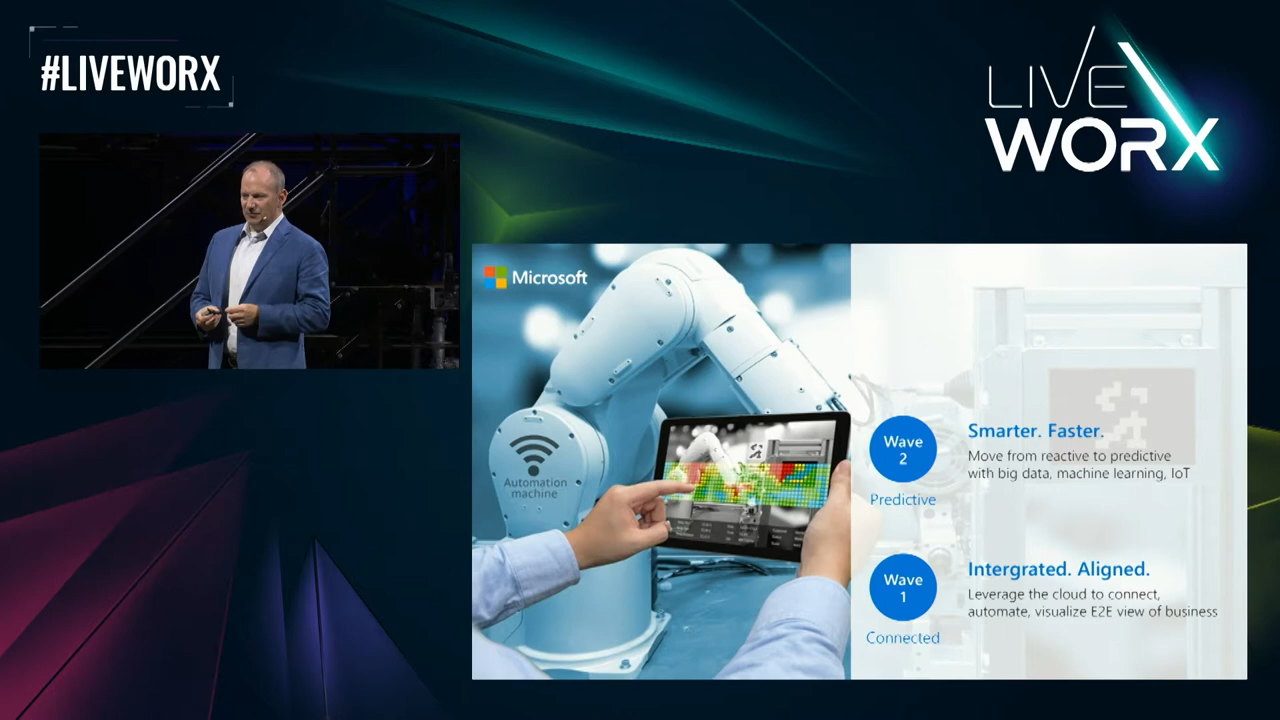 #LIVEWORX
LIVE
WORX
Microsoft
Automation
machine
Wave
2
Predictive
Smarter. Faster.
Move from reactive to predictive
with big data, machine learning, IoT
Wave
1
Connected
Intergrated. Aligned.
Leverage the cloud to connect,
automate, visualize E2E view of business